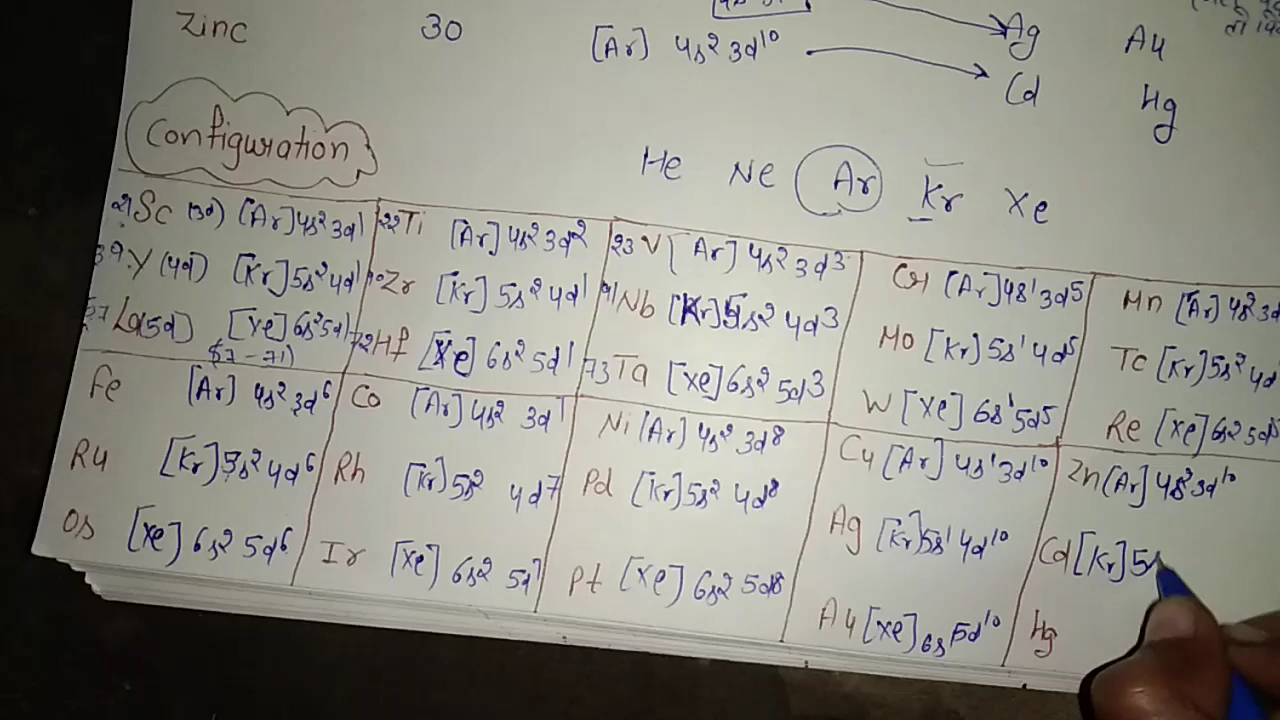 Zinc 30 [Ar] 4s² 3d¹⁰
Ag Au
Cd Hg
Configuration
He Ne Ar Kr Xe
21Sc (3d) [Ar] 4s² 3d¹
39Y (4d) [Kr] 5s² 4d¹
57La (5d) [Xe] 6s² 5d¹
(57-71)
22Ti [Ar] 4s² 3d²
40Zr [Kr] 5s² 4d¹
72Hf [Xe] 6s² 5d¹
23V [Ar] 4s² 3d³
41Nb [Kr] 5s² 4d³
73Ta [Xe] 6s² 5d³
Cr [Ar] 4s¹ 3d⁵
Mo [Kr] 5s¹ 4d⁵
W [Xe] 6s¹ 5d⁵
Mn [Ar] 4s² 3d
Tc [Kr] 5s² 4d
Re [Xe] 6s² 5d⁵
Fe [Ar] 4s² 3d⁶
Ru [Kr] 5s² 4d⁶
Os [Xe] 6s² 5d⁶
Co [Ar] 4s² 3d⁷
Rh [Kr] 5s² 4d⁷
Ir [Xe] 6s² 5d⁷
Ni [Ar] 4s² 3d⁸
Pd [Kr] 5s² 4d⁸
Pt [Xe] 6s² 5d⁸
Cu [Ar] 4s¹ 3d¹⁰
Ag [Kr] 5s¹ 4d¹⁰
Au [Xe] 6s 5d¹⁰
Zn [Ar] 4s² 3d¹⁰
Cd [Kr] 5s
Hg